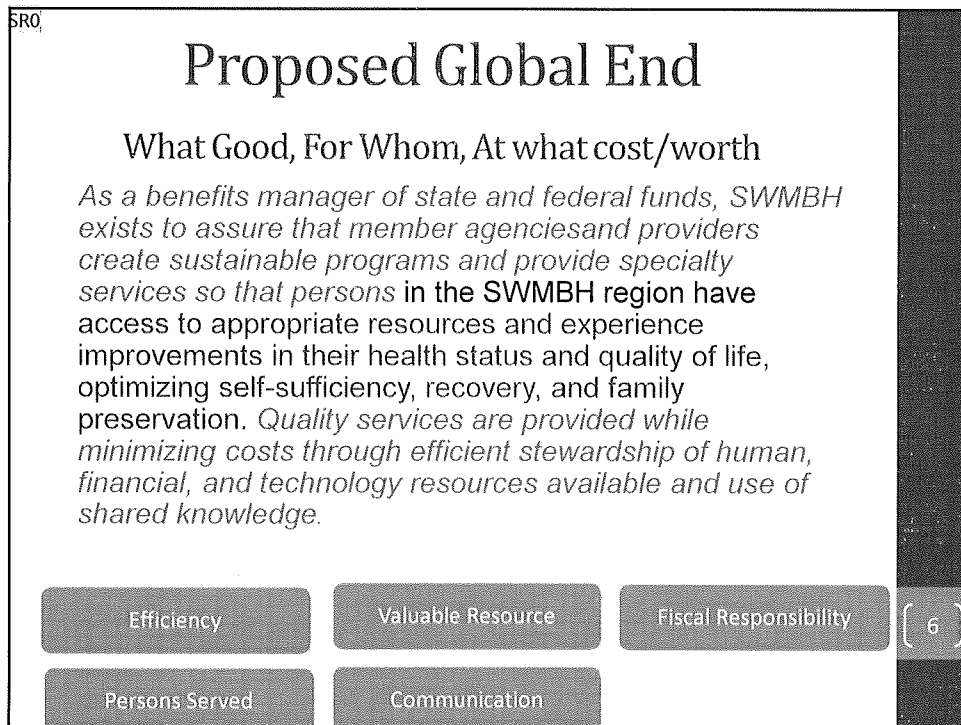 SR0
Proposed Global End
What Good, For Whom, At what cost/worth
As a benefits manager of state and federal funds, SWMBH
exists to assure that member agenciesand providers
create sustainable programs and provide specialty
services so that persons in the SWMBH region have
access to appropriate resources and experience
improvements in their health status and quality of life,
optimizing self-sufficiency, recovery, and family
preservation. Quality services are provided while
minimizing costs through efficient stewardship of human,
financial, and technology resources available and use of
shared knowledge.
Efficiency
Valuable Resource
Fiscal Responsibility
6
Persons Served
Communication